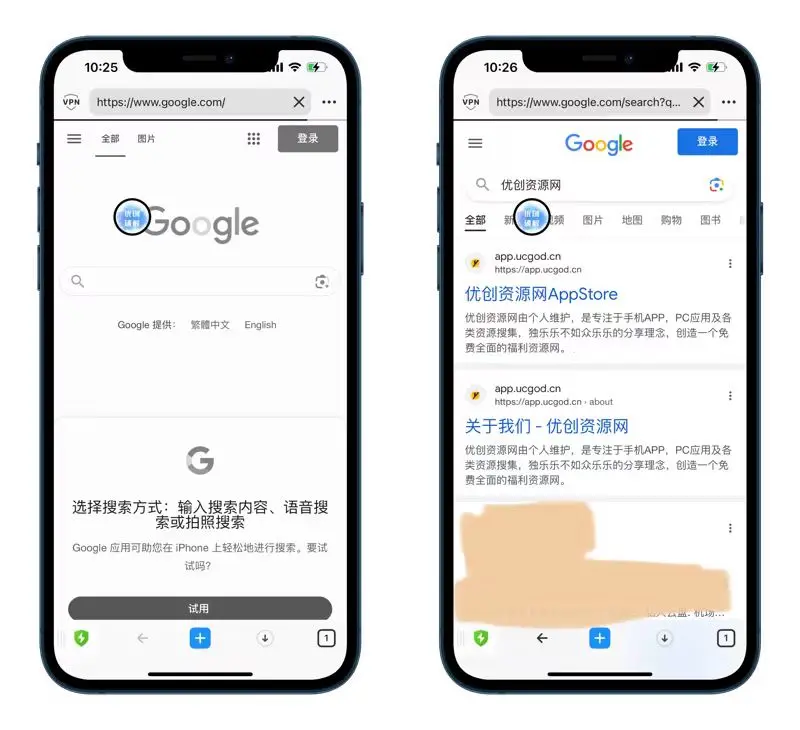 10:25
VPN
https://www.google.com/
全部
图片
登录
Google
Google 提供：
繁體中文
English
G
选择搜索方式：输入搜索内容、语音搜
索或拍照搜索
Google 应用可助您在 iPhone 上轻松地进行搜索。要试
试吗？
试用
1
10:26
VPN
https://www.google.com/search?q...
Google
登录
优创资源网
全部
新
视频
图片
地图
购物
图书
app.ucgod.cn
https://app.ucgod.cn
优创资源网AppStore
优创资源网由个人维护，是专注于手机APP，PC应用及各
类资源搜集，独乐乐不如众乐乐的分享理念，创造一个免
费全面的福利资源网。
app.ucgod.cn
https://app.ucgod.cn › about
关于我们 - 优创资源网
优创资源网由个人维护，是专注于手机APP，PC应用及各
类资源搜集，独乐乐不如众乐乐的分享理念，创造一个免
费全面的福利资源网。
1